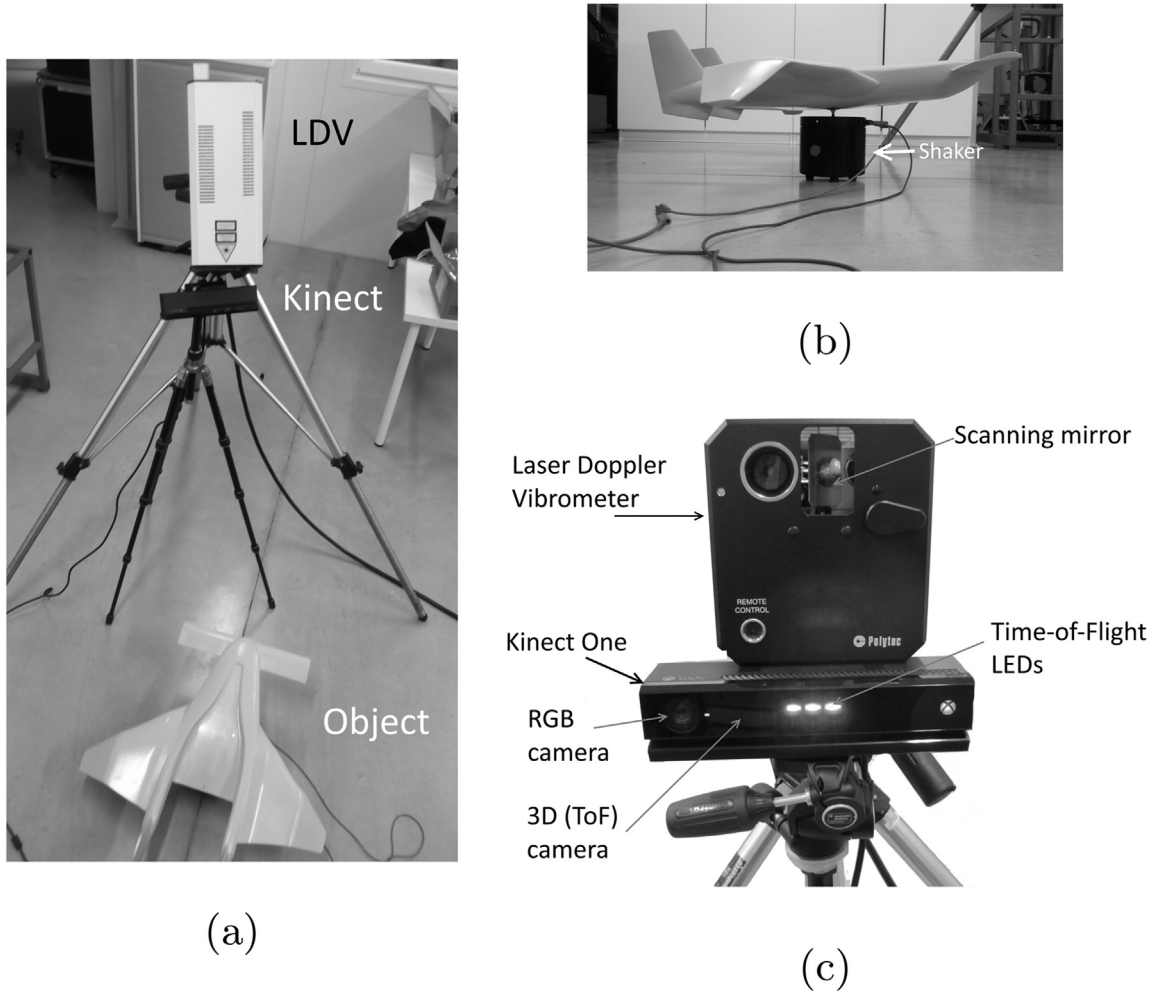 LDV
Kinect
Object
(a)
Shaker
(b)
Scanning mirror
Laser Doppler
Vibrometer
REMOTE
CONTROL
Polytec
Kinect One
Time-of-Flight
LEDs
RGB
camera
3D (ToF)
camera
(c)